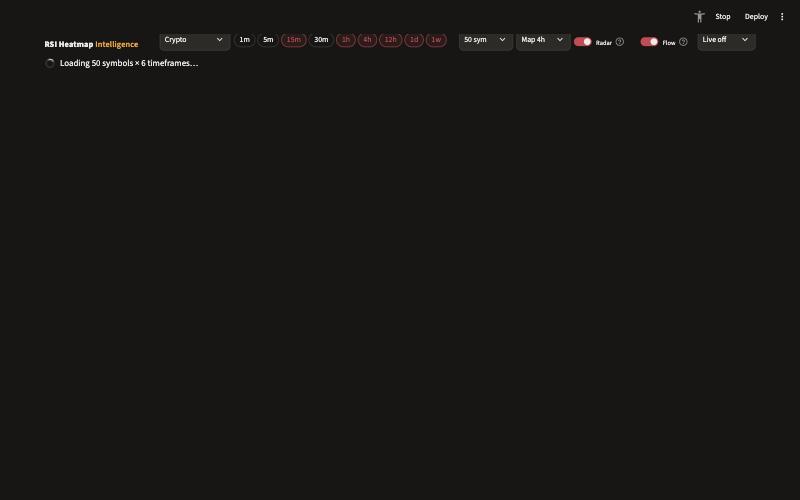 Stop Deploy
RSI Heatmap Intelligence Crypto 1m 5m 15m 30m 1h 4h 12h 1d 1w 50 sym Map 4h Radar Flow Live off
Loading 50 symbols × 6 timeframes...